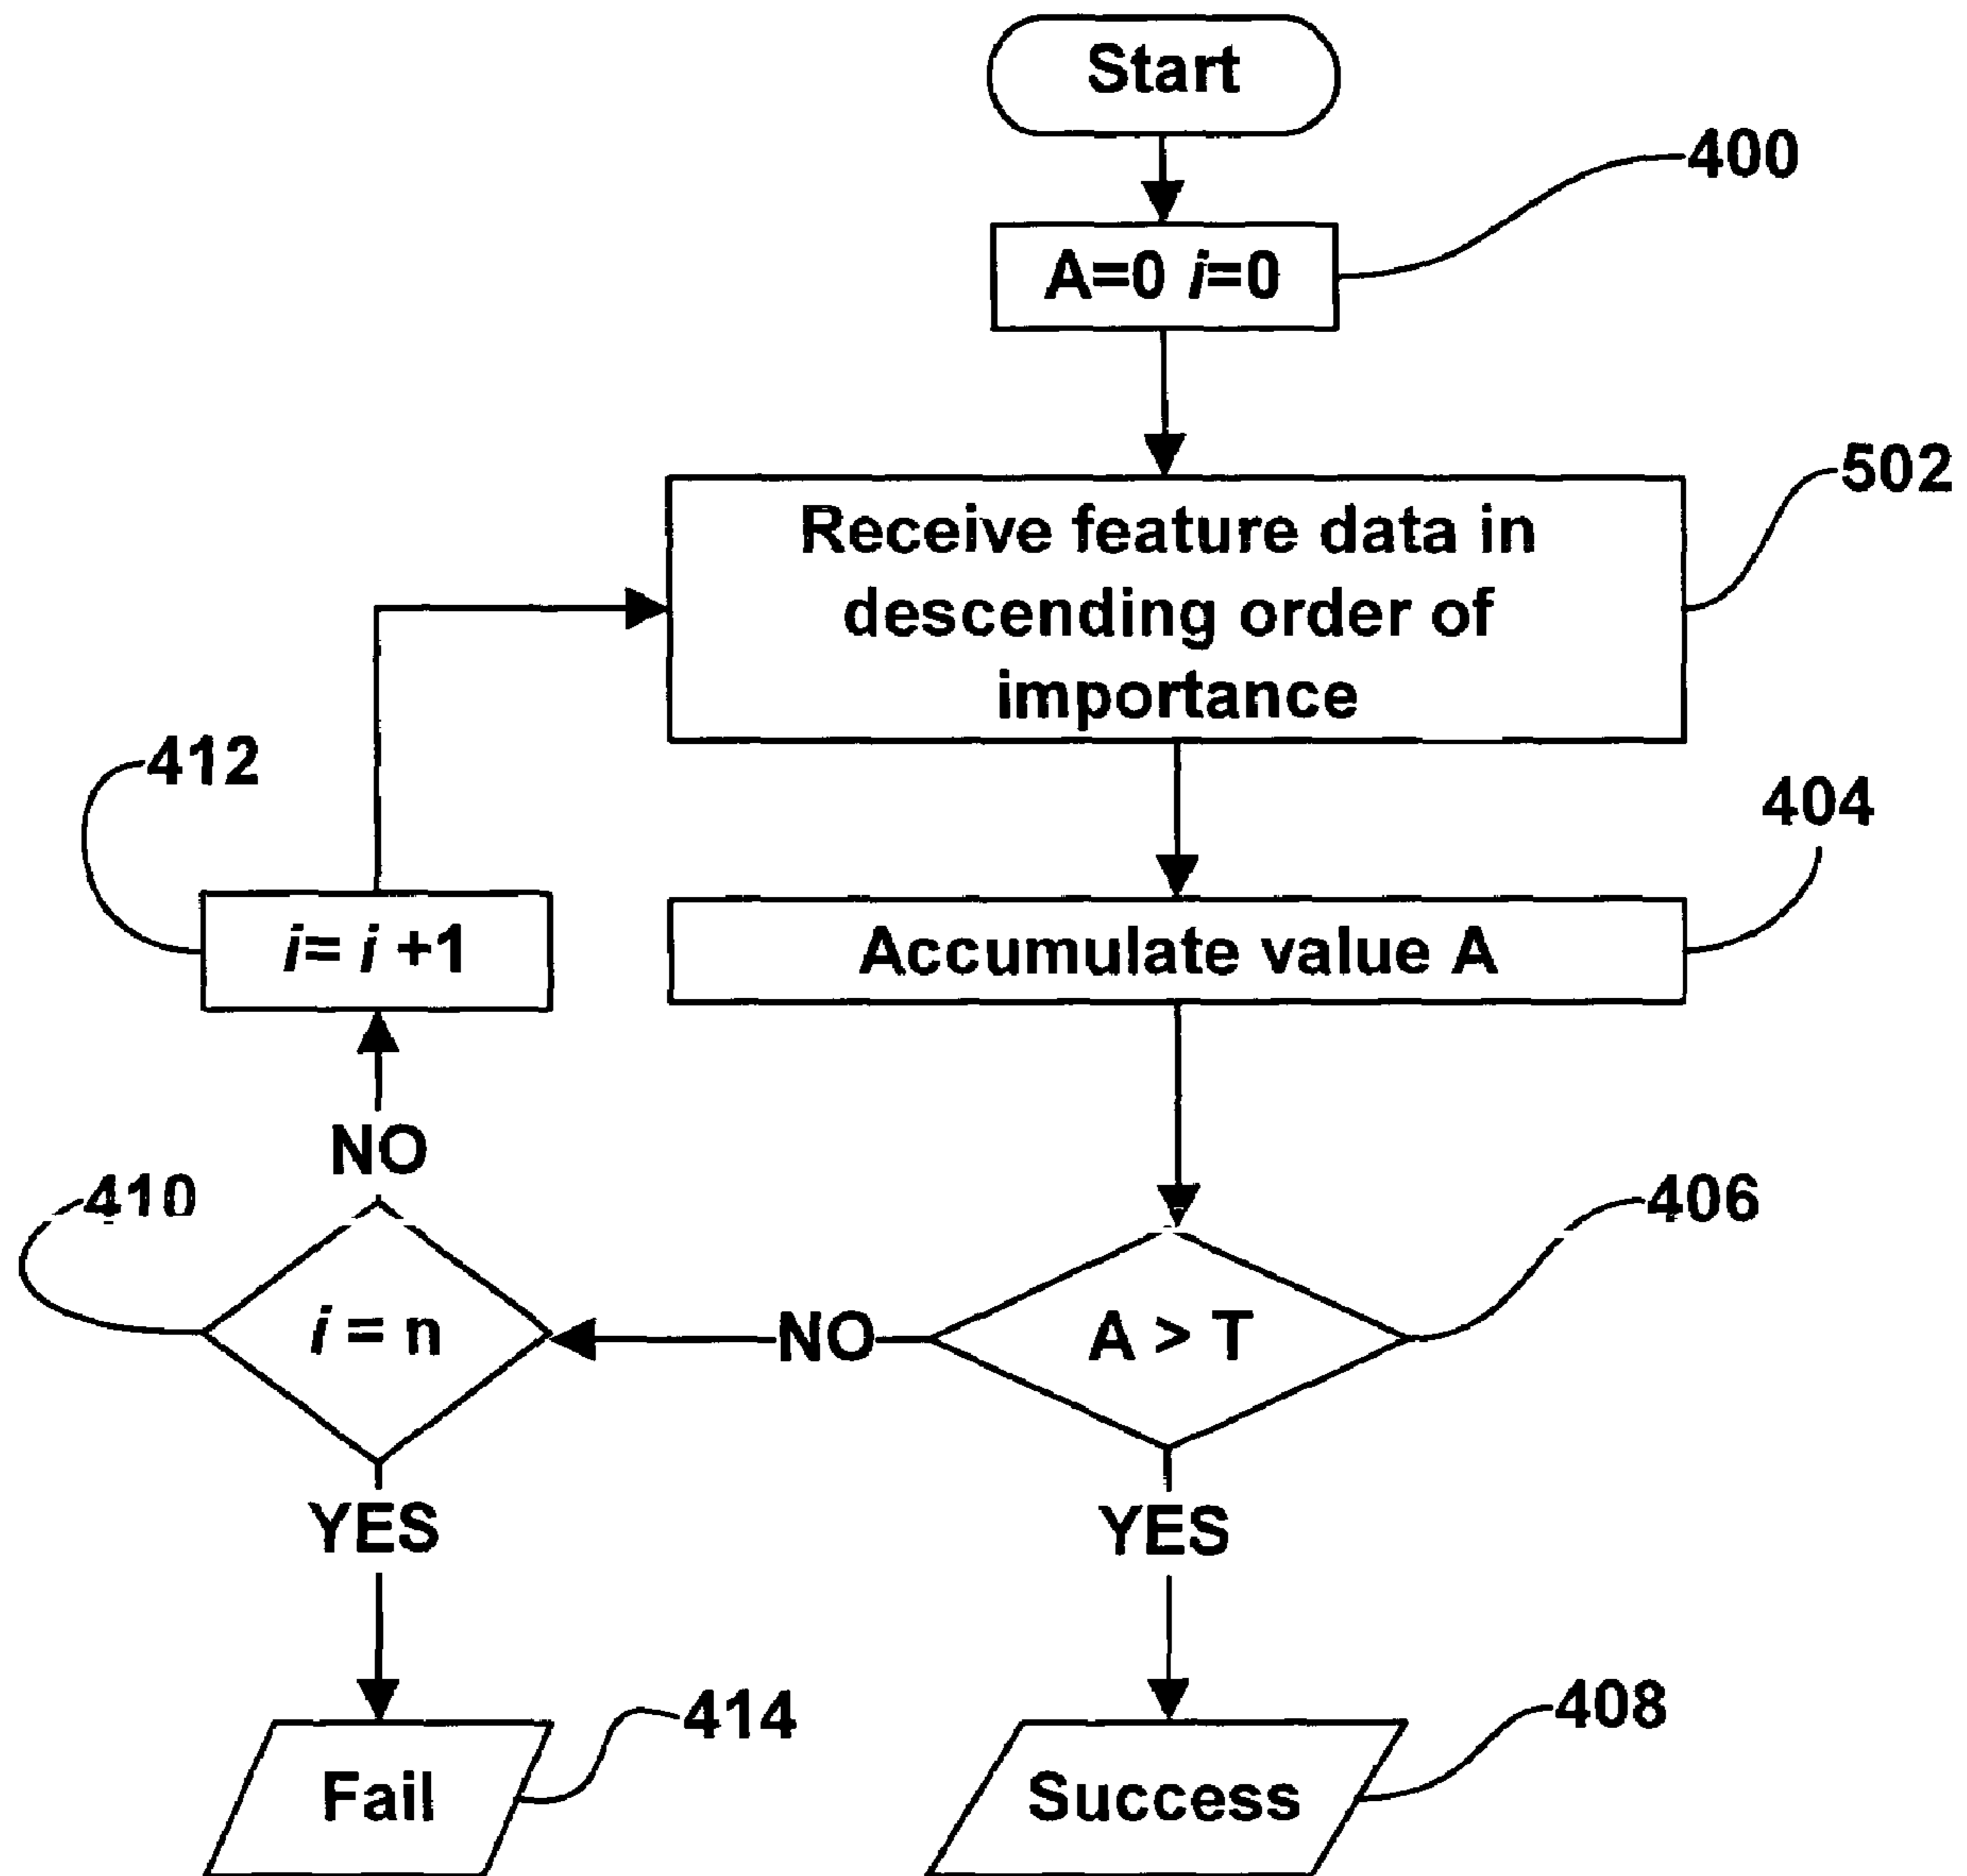 Start
400
A=0 i=0
502
Receive feature data in
descending order of
importance
412
404
i= i +1
Accumulate value A
NO
410
406
i = n
NO
A > T
YES
YES
414
408
Fail
Success